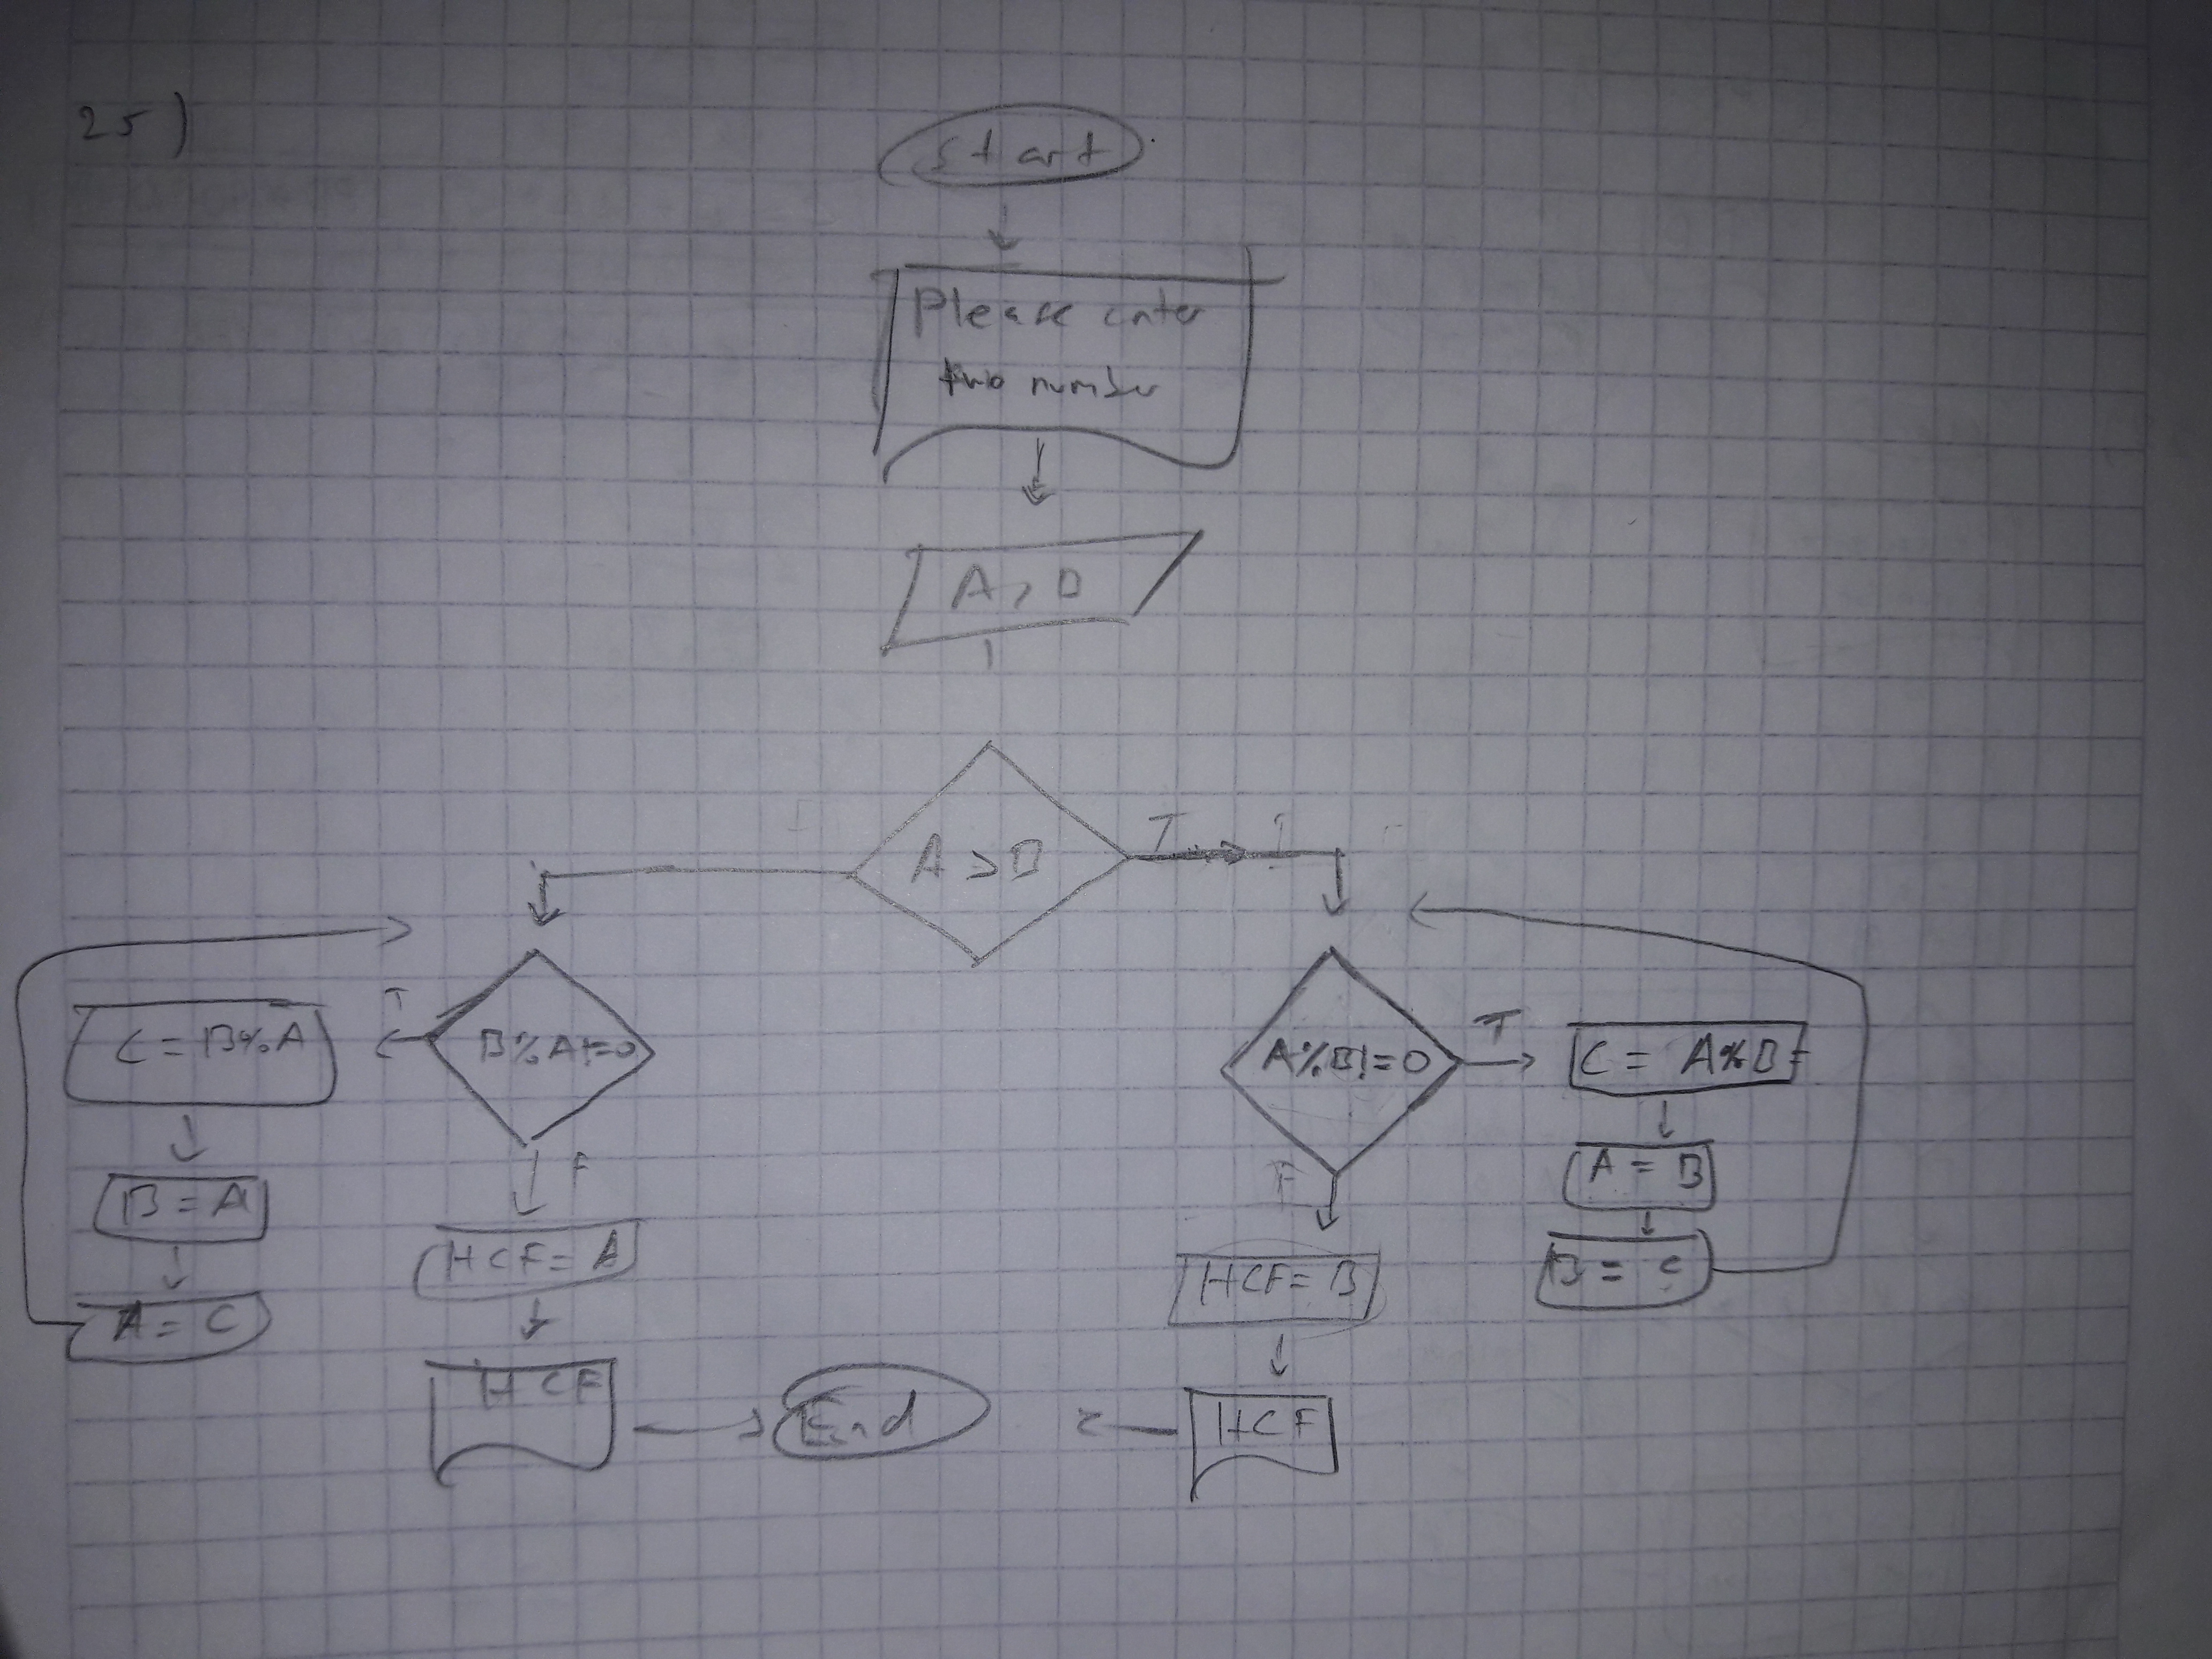 25)
Start
Please enter
two number
A, B
A > B
T
T
C = B%A
B%A!=0
A%B!=0
T
C = A%B
B = A
F
F
A = B
A = C
HCF = A
HCF = B
B = C
HCF
End
HCF